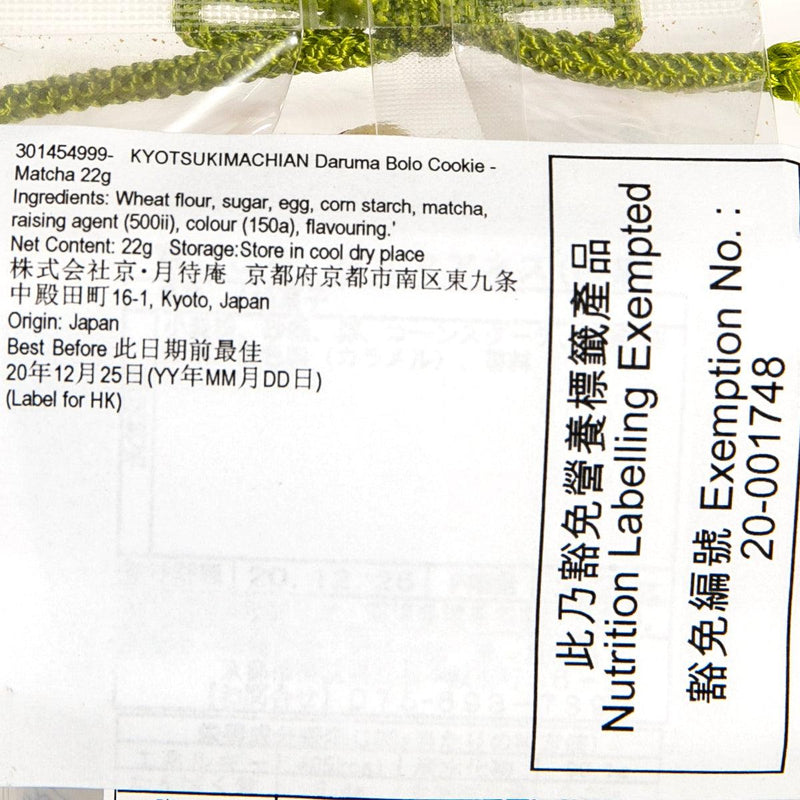 301454999- KYOTSUKIMACHIAN Daruma Bolo Cookie -
Matcha 22g
Ingredients: Wheat flour, sugar, egg, corn starch, matcha,
raising agent (500ii), colour (150a), flavouring.'
Net Content: 22g Storage:Store in cool dry place
株式会社京・月待庵 京都府京都市南区東九条
中殿田町16-1, Kyoto, Japan
Origin: Japan
Best Before 此日期前最佳
20年12月25日(YY年MM月DD日)
(Label for HK)
此乃豁免營養標籤產品
Nutrition Labelling Exempted
豁免編號 Exemption No. :
20-001748